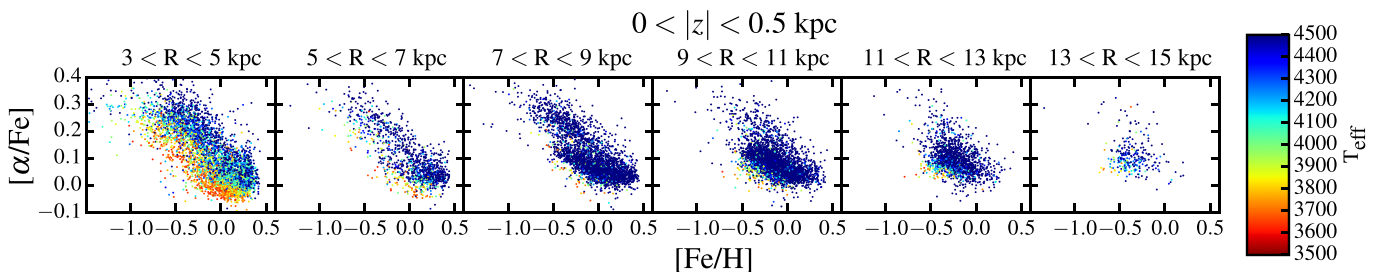 0 < |z| < 0.5 kpc
3 < R < 5 kpc 5 < R < 7 kpc 7 < R < 9 kpc 9 < R < 11 kpc 11 < R < 13 kpc 13 < R < 15 kpc
[α/Fe]
0.4
0.3
0.2
0.1
0.0
−0.1
−1.0 −0.5 0.0 0.5 −1.0 −0.5 0.0 0.5 −1.0 −0.5 0.0 0.5 −1.0 −0.5 0.0 0.5 −1.0 −0.5 0.0 0.5 −1.0 −0.5 0.0 0.5
[Fe/H]
4500
4400
4300
4200
4100
4000
3900
3800
3700
3600
3500
T_eff